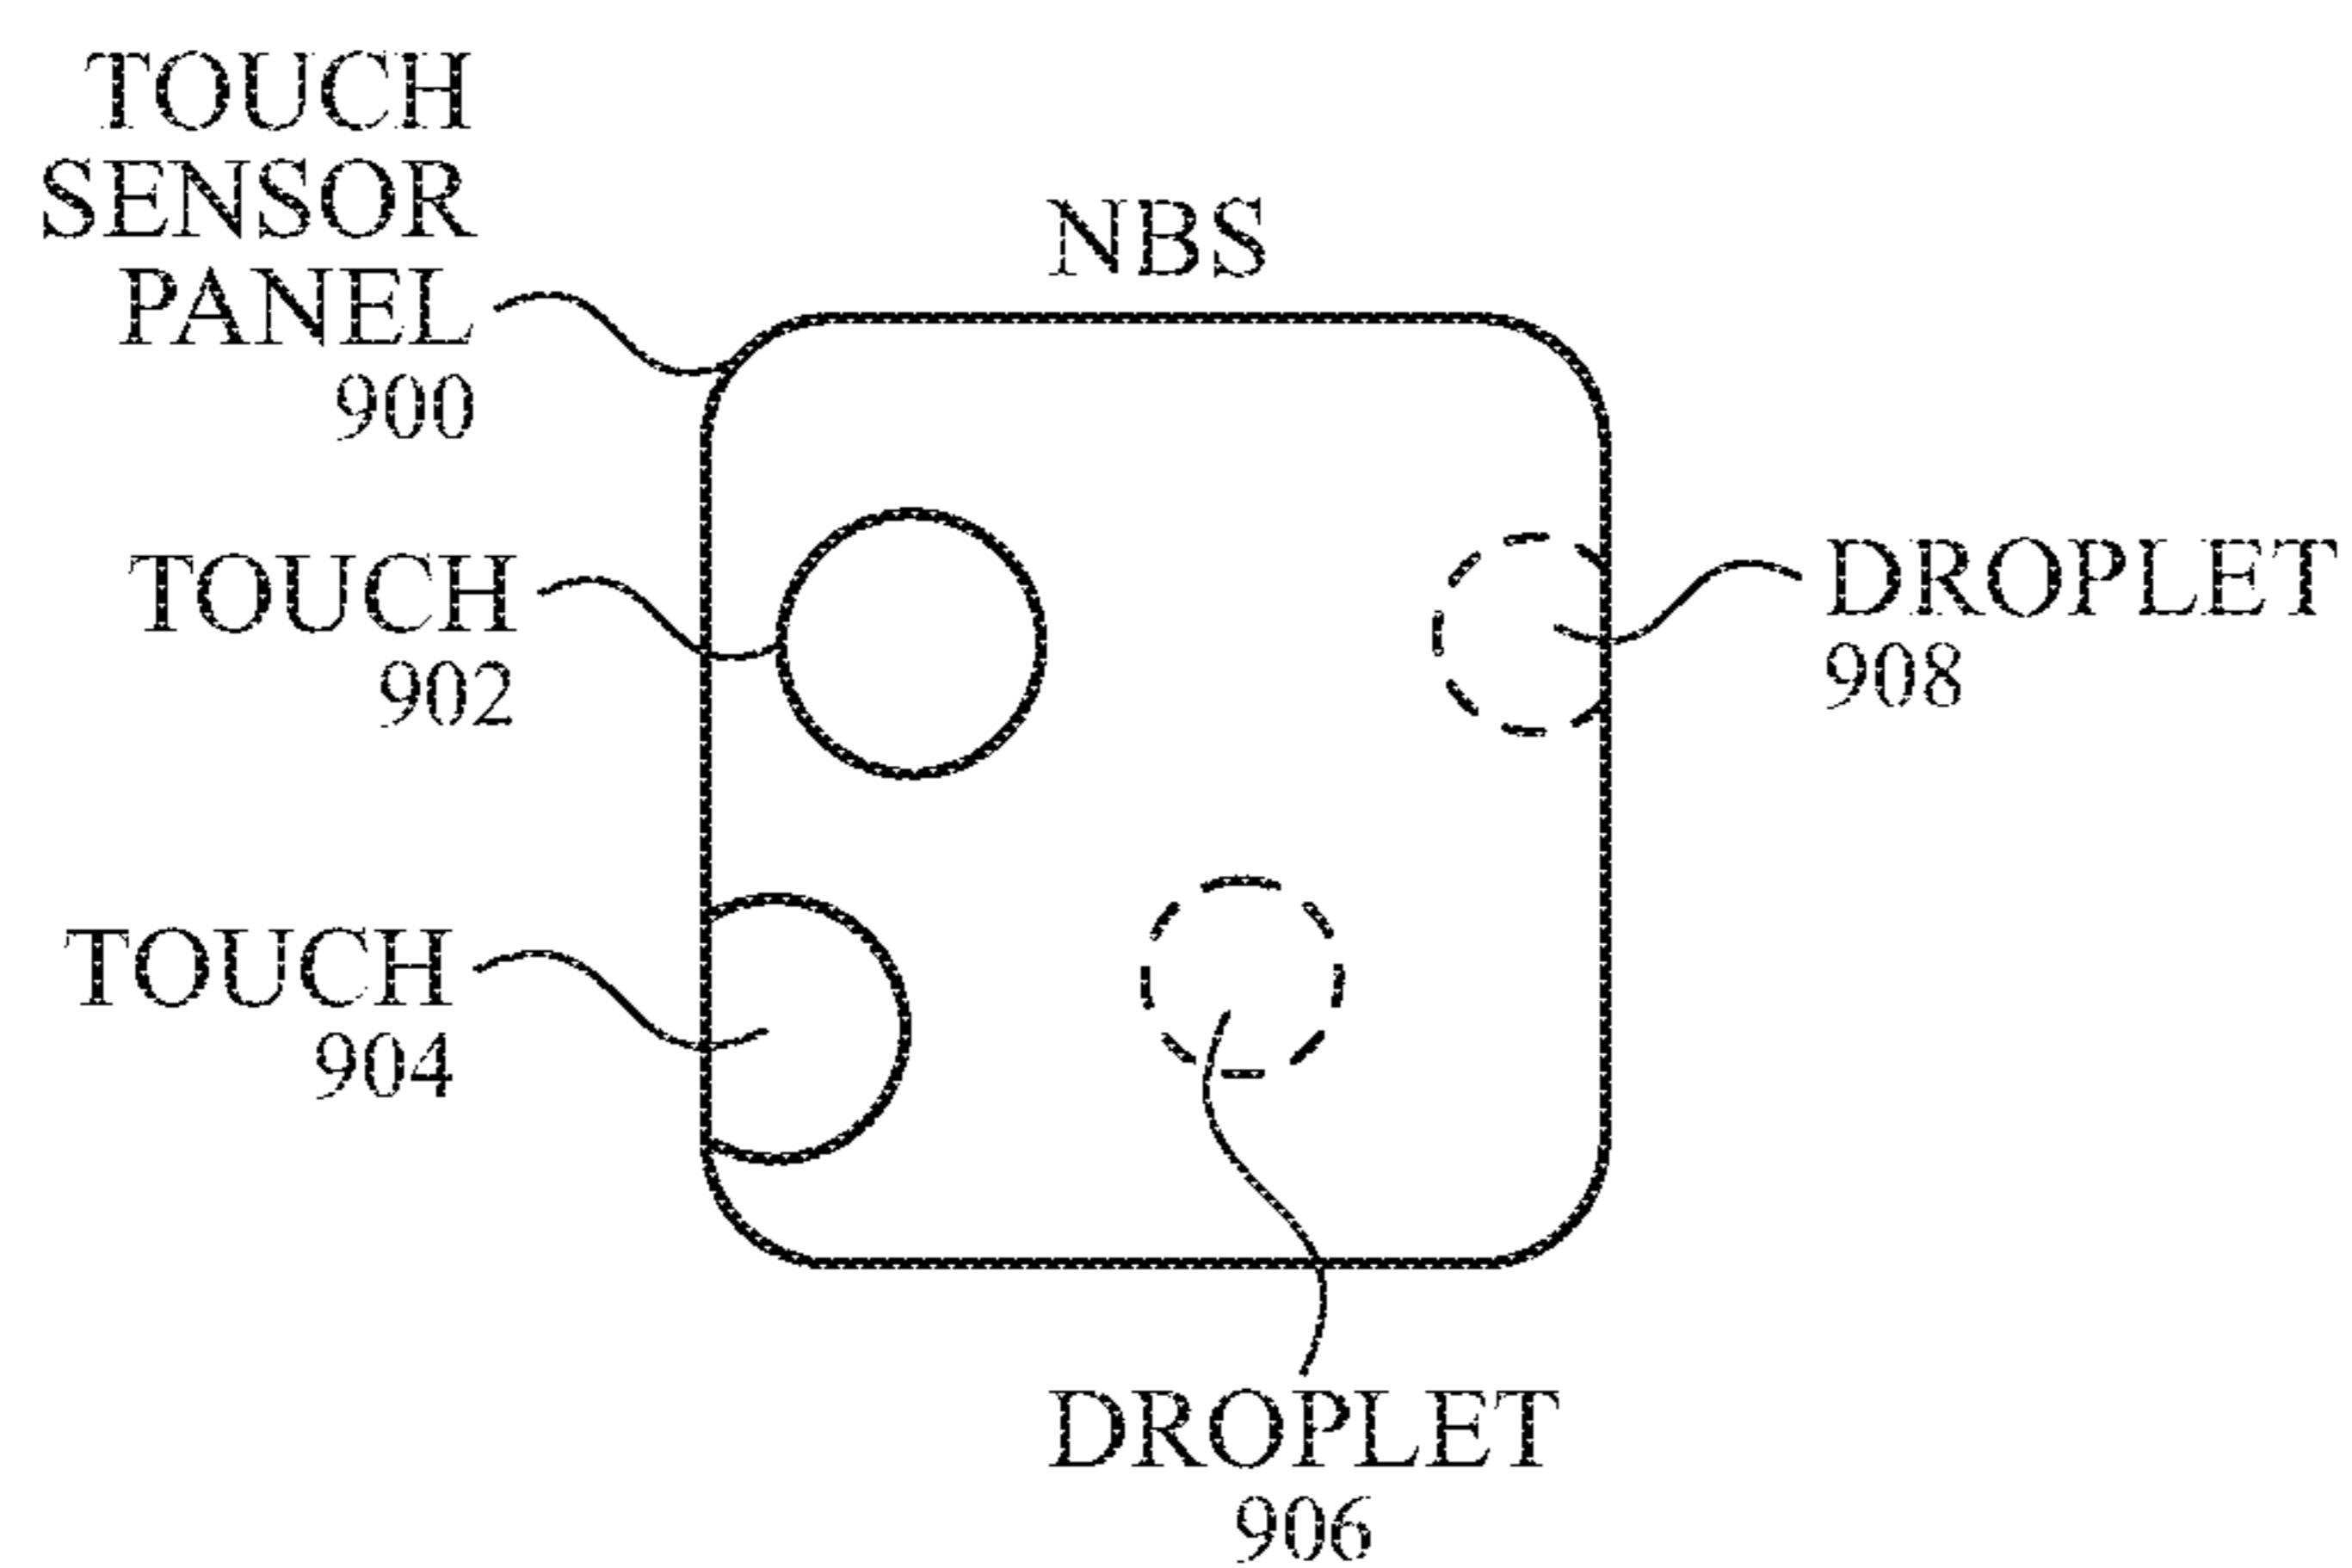 TOUCH
SENSOR
PANEL
900
NBS
TOUCH
902
DROPLET
908
TOUCH
904
DROPLET
906